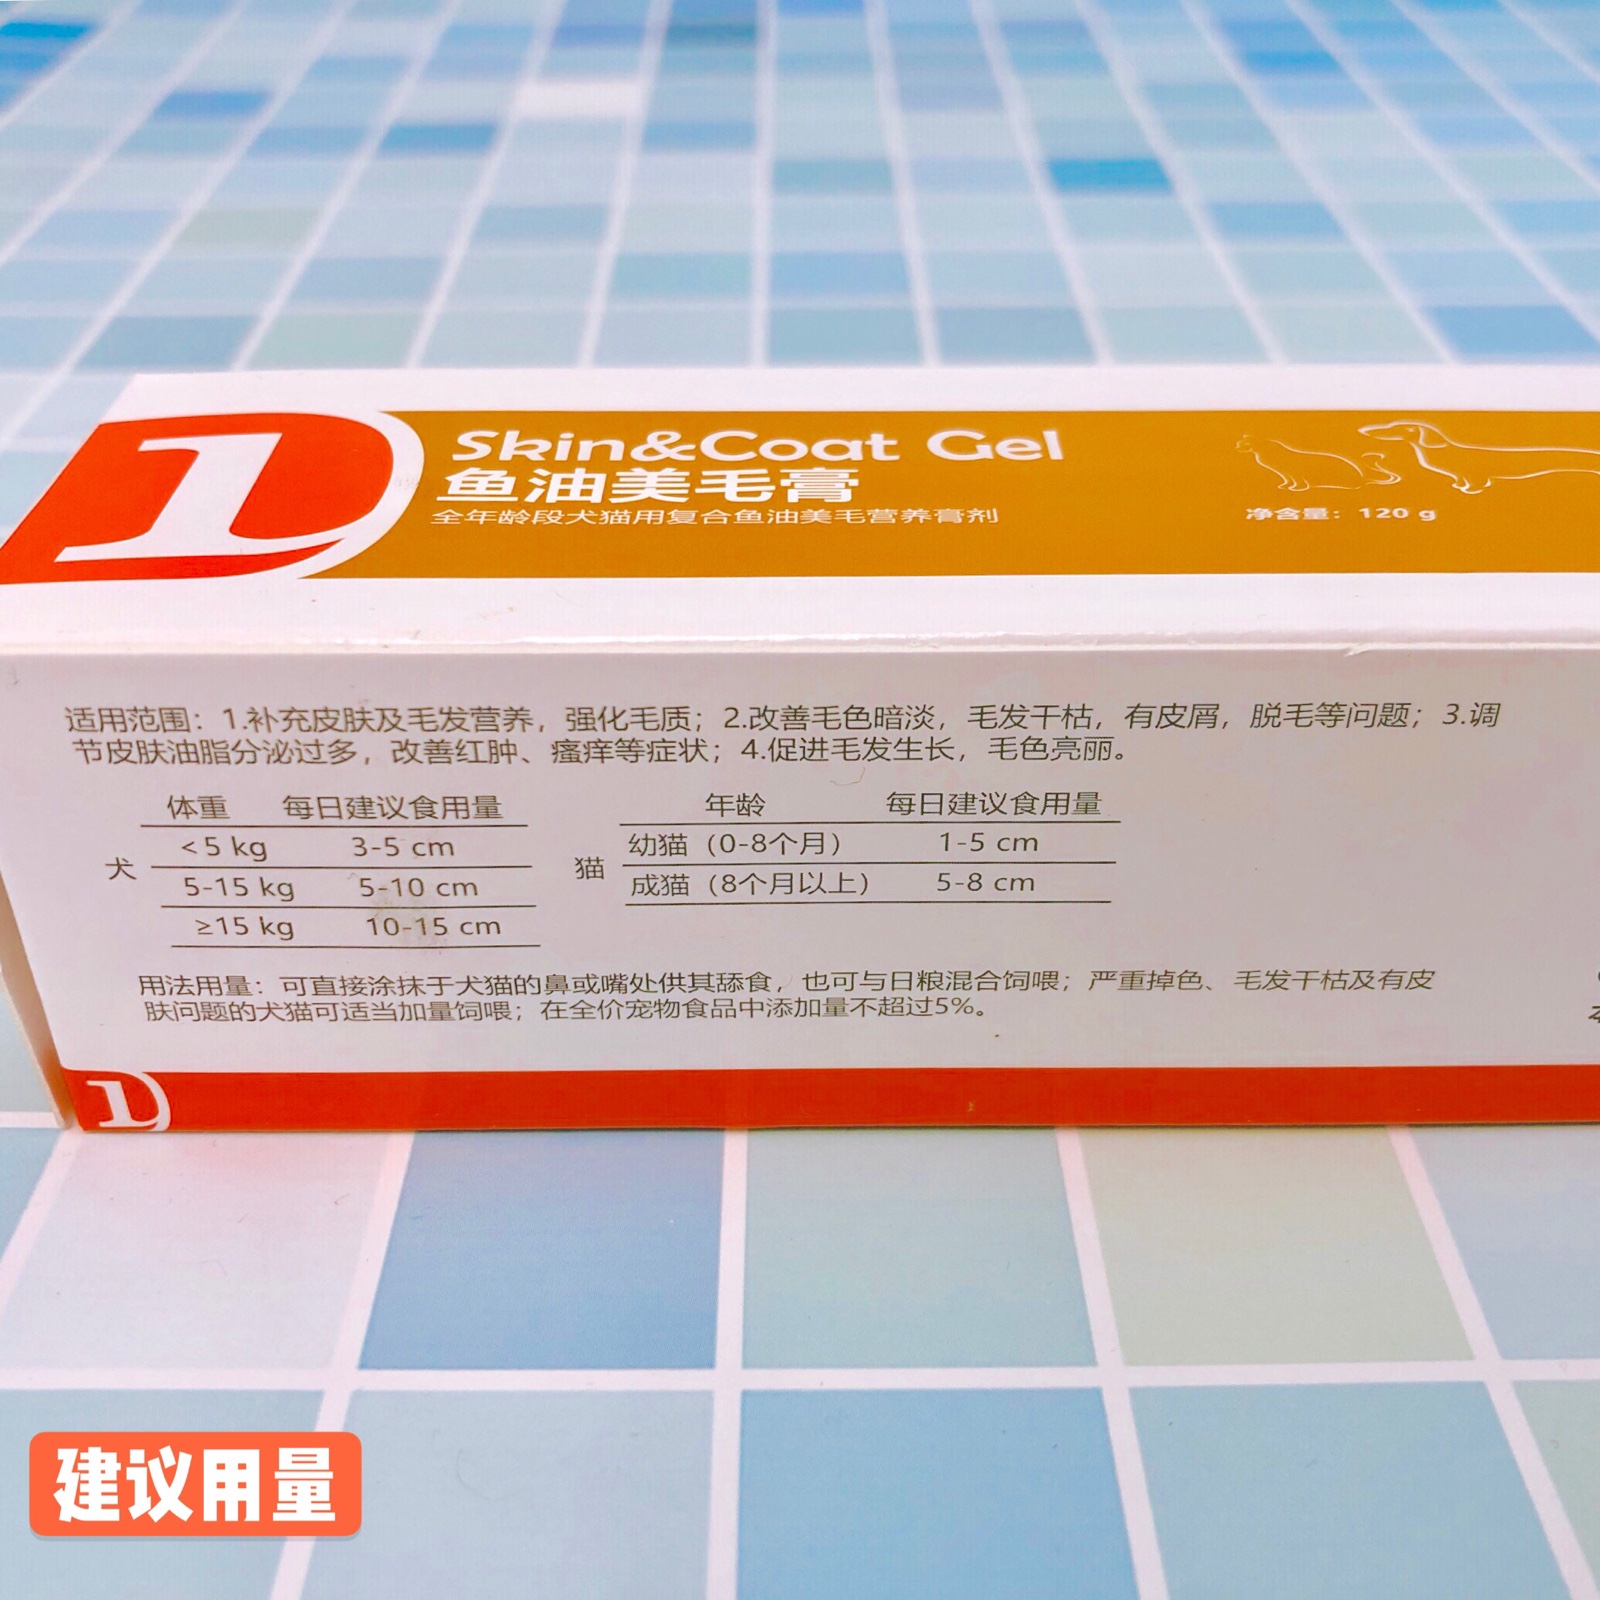 Skin&Coat Gel
鱼油美毛膏
全年龄段犬猫用复合鱼油美毛营养膏剂
净含量：120 g
适用范围：1.补充皮肤及毛发营养，强化毛质；2.改善毛色暗淡，毛发干枯，有皮屑，脱毛等问题；3.调
节皮肤油脂分泌过多，改善红肿、瘙痒等症状；4.促进毛发生长，毛色亮丽。
体重 每日建议食用量
犬
<5 kg 3-5 cm
5-15 kg 5-10 cm
≥15 kg 10-15 cm
年龄 每日建议食用量
猫
幼猫（0-8个月） 1-5 cm
成猫（8个月以上） 5-8 cm
用法用量：可直接涂抹于犬猫的鼻或嘴处供其舔食，也可与日粮混合饲喂；严重掉色、毛发干枯及有皮
肤问题的犬猫可适当加量饲喂；在全价宠物食品中添加量不超过5%。
建议用量